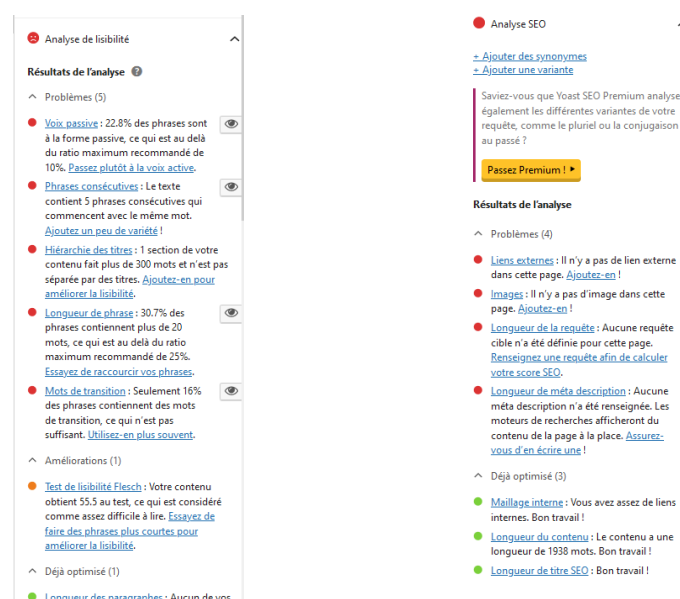 Analyse de lisibilité
Résultats de l'analyse
Problèmes (5)
Voix passive : 22.8% des phrases sont
à la forme passive, ce qui est au delà
du ratio maximum recommandé de
10%. Passez plutôt à la voix active.
Phrases consécutives : Le texte
contient 5 phrases consécutives qui
commencent avec le même mot.
Ajoutez un peu de variété !
Hiérarchie des titres : 1 section de votre
contenu fait plus de 300 mots et n'est pas
séparée par des titres. Ajoutez-en pour
améliorer la lisibilité.
Longueur de phrase : 30.7% des
phrases contiennent plus de 20
mots, ce qui est au delà du ratio
maximum recommandé de 25%.
Essayez de raccourcir vos phrases.
Mots de transition : Seulement 16%
des phrases contiennent des mots
de transition, ce qui n'est pas
suffisant. Utilisez-en plus souvent.
Améliorations (1)
Test de lisibilité Flesch : Votre contenu
obtient 55.5 au test, ce qui est considéré
comme assez difficile à lire. Essayez de
faire des phrases plus courtes pour
améliorer la lisibilité.
Déjà optimisé (1)
Longueur des paragraphes : Aucun de vos
Analyse SEO
+ Ajouter des synonymes
+ Ajouter une variante
Saviez-vous que Yoast SEO Premium analyse
également les différentes variantes de votre
requête, comme le pluriel ou la conjugaison
au passé ?
Passez Premium !
Résultats de l'analyse
Problèmes (4)
Liens externes : Il n'y a pas de lien externe
dans cette page. Ajoutez-en !
Images : Il n'y a pas d'image dans cette
page. Ajoutez-en !
Longueur de la requête : Aucune requête
cible n'a été définie pour cette page.
Renseignez une requête afin de calculer
votre score SEO.
Longueur de méta description : Aucune
méta description n'a été renseignée. Les
moteurs de recherches afficheront du
contenu de la page à la place. Assurez-
vous d'en écrire une !
Déjà optimisé (3)
Maillage interne : Vous avez assez de liens
internes. Bon travail !
Longueur du contenu : Le contenu a une
longueur de 1938 mots. Bon travail !
Longueur de titre SEO : Bon travail !